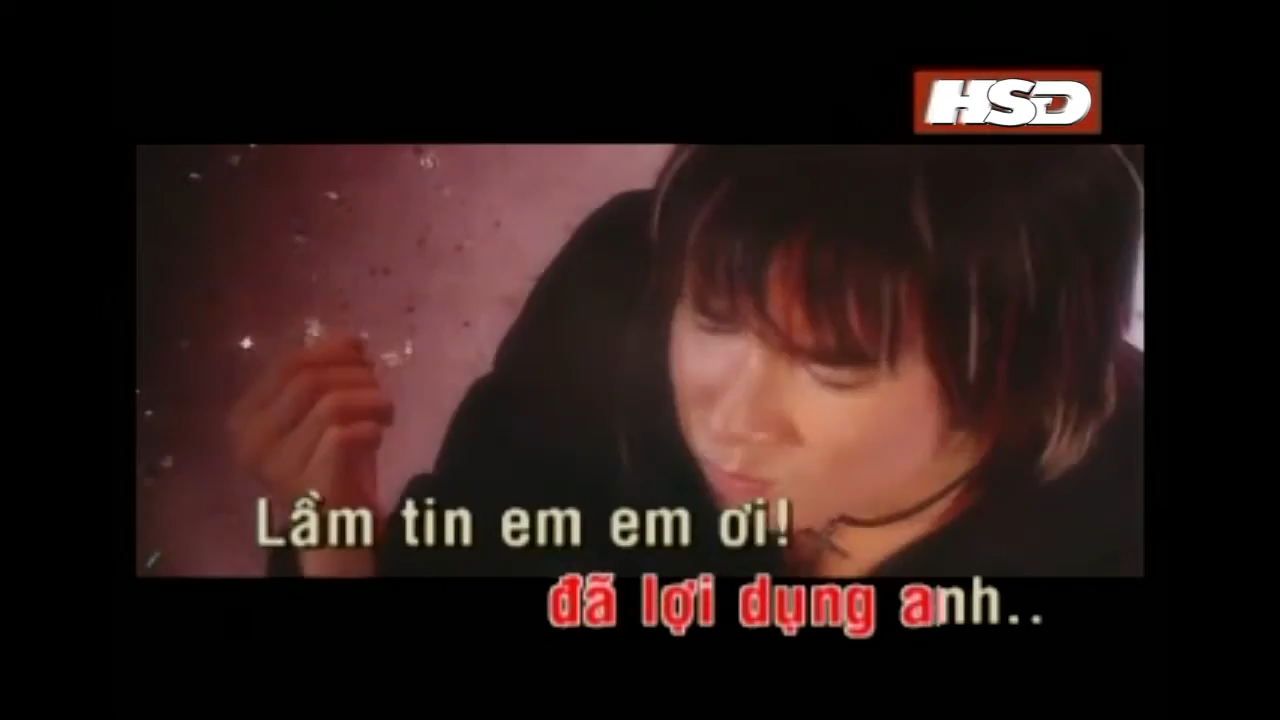 HSD
Lầm tin em em ơi!
đã lợi dụng anh..